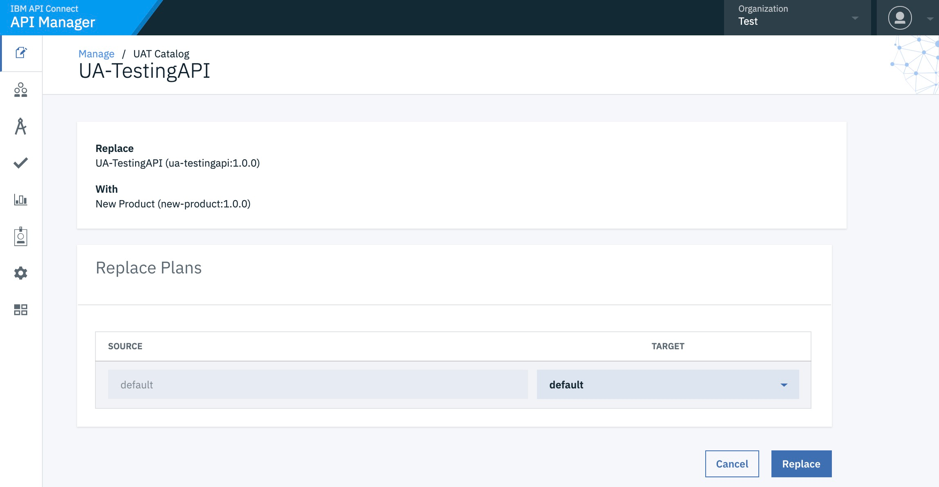 IBM API Connect
API Manager
Organization
Test
Manage / UAT Catalog
UA-TestingAPI
Replace
UA-TestingAPI (ua-testingapi:1.0.0)
With
New Product (new-product:1.0.0)
Replace Plans
SOURCE TARGET
default default
Cancel Replace